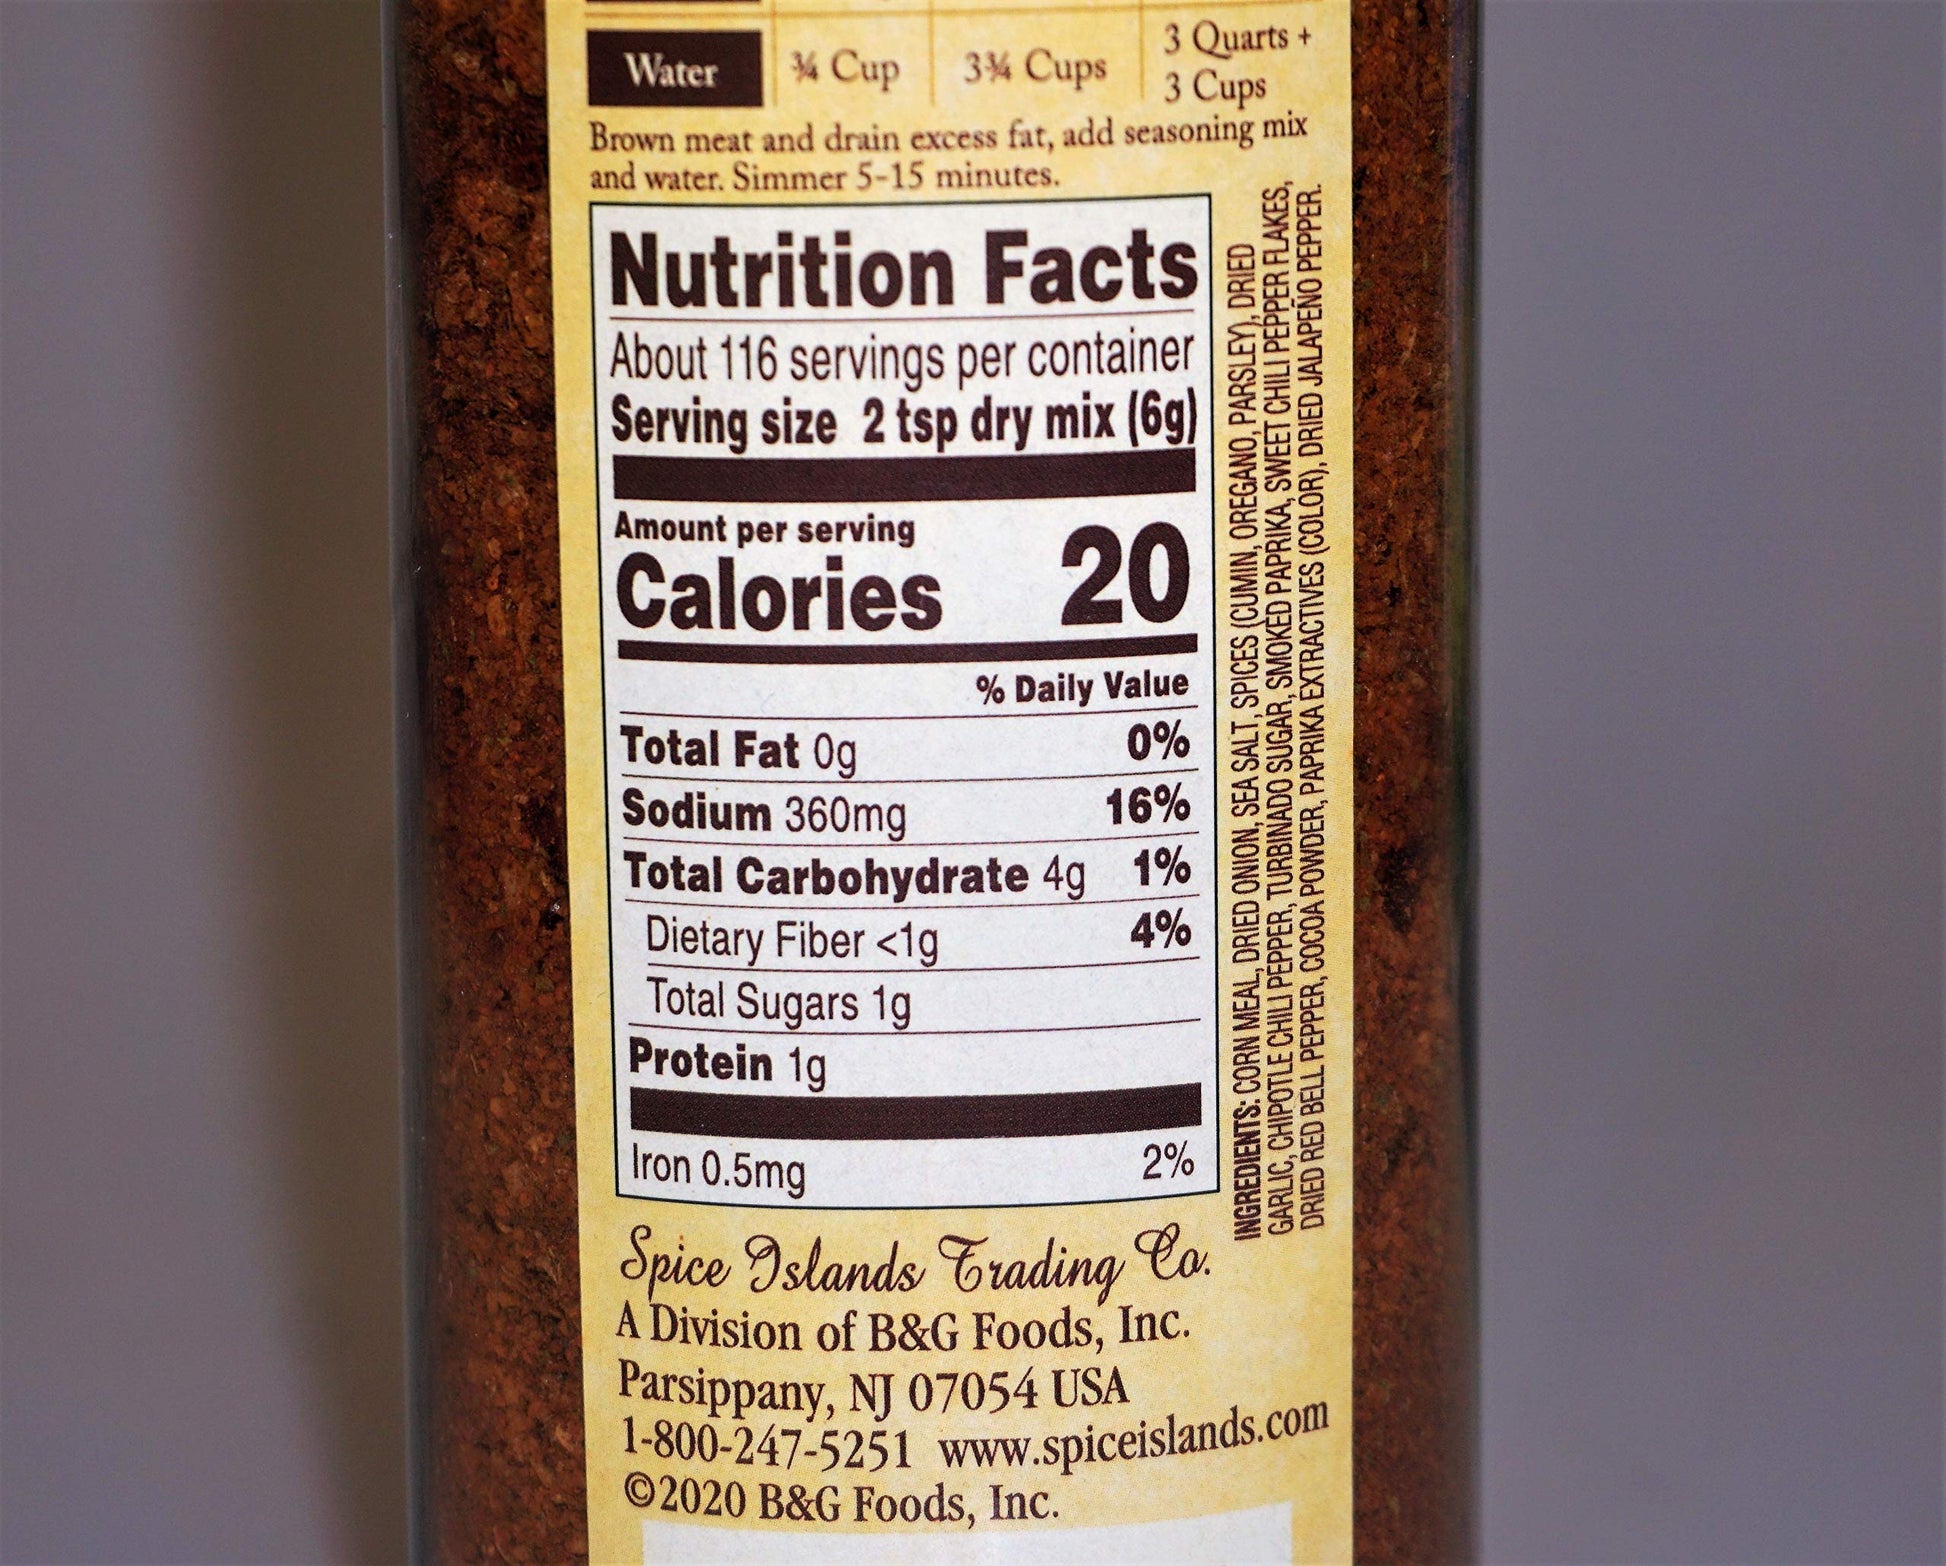 Water ¾ Cup 3¾ Cups 3 Quarts +
3 Cups
Brown meat and drain excess fat, add seasoning mix
and water. Simmer 5-15 minutes.
Nutrition Facts
About 116 servings per container
Serving size 2 tsp dry mix (6g)
Amount per serving
Calories 20
% Daily Value
Total Fat 0g 0%
Sodium 360mg 16%
Total Carbohydrate 4g 1%
Dietary Fiber <1g 4%
Total Sugars 1g
Protein 1g
Iron 0.5mg 2%
INGREDIENTS: CORN MEAL, DRIED ONION, SEA SALT, SPICES (CUMIN, OREGANO, PARSLEY), DRIED
GARLIC, CHIPOTLE CHILI PEPPER, TURBINADO SUGAR, SMOKED PAPRIKA, SWEET CHILI PEPPER FLAKES,
DRIED RED BELL PEPPER, COCOA POWDER, PAPRIKA EXTRACTIVES (COLOR), DRIED JALAPEÑO PEPPER.
Spice Islands Trading Co.
A Division of B&G Foods, Inc.
Parsippany, NJ 07054 USA
1-800-247-5251 www.spiceislands.com
©2020 B&G Foods, Inc.